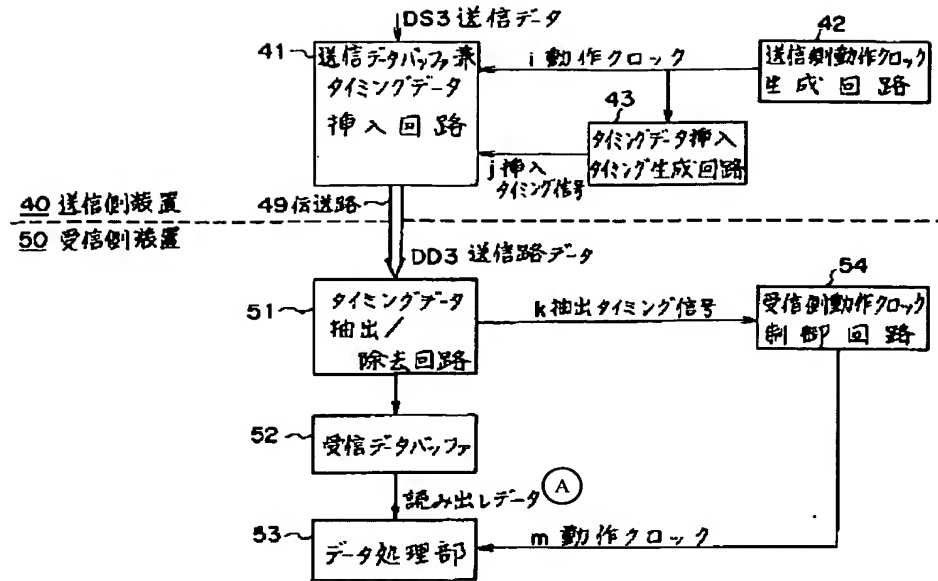 DS3 送信データ
41
送信データバッファ兼
タイミングデータ
挿入回路
i 動作クロック
42
送信側動作クロック
生成回路
43
タイミングデータ挿入
タイミング生成回路
j 挿入
タイミング信号
40 送信側装置
49 伝送路
50 受信側装置
DD3 送信路データ
51
タイミングデータ
抽出/
除去回路
k 抽出タイミング信号
54
受信側動作クロック
制御回路
52
受信データバッファ
読み出しデータ
A
53
データ処理部
m 動作クロック